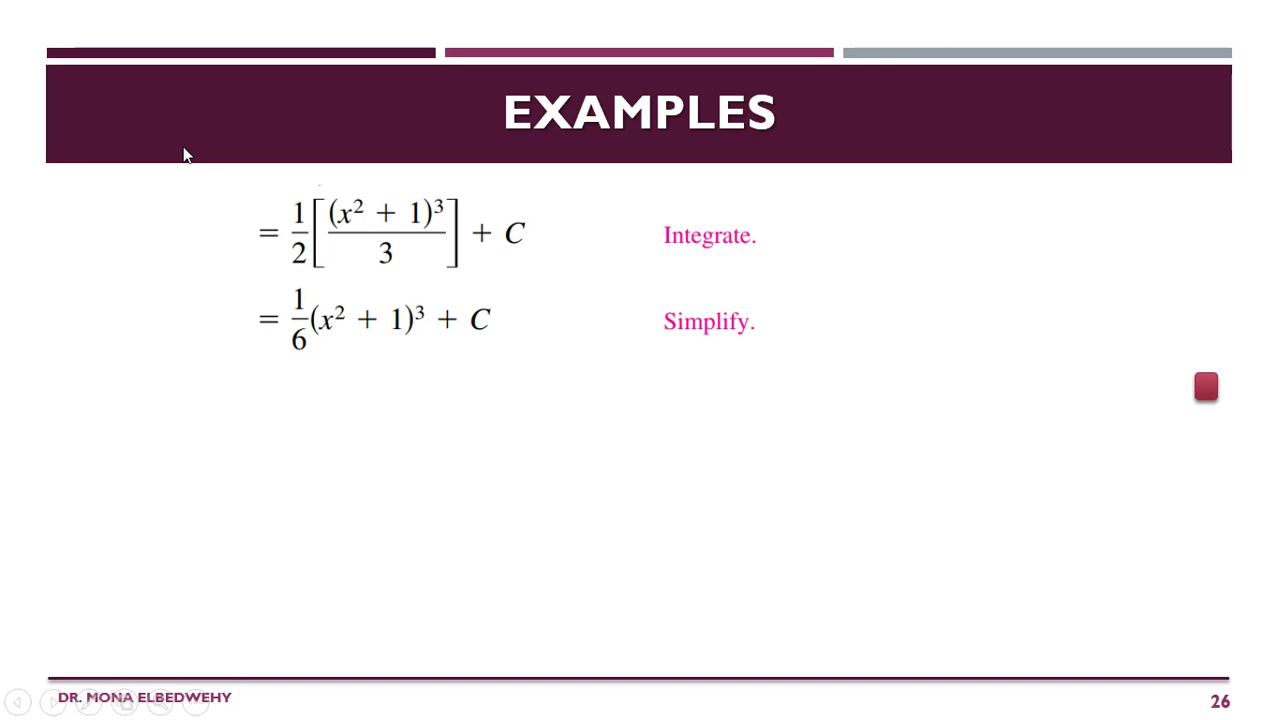 EXAMPLES
= 1/2 [ (x² + 1)³ / 3 ] + C Integrate.
= 1/6 (x² + 1)³ + C Simplify.
DR. MONA ELBEDWEHY 26